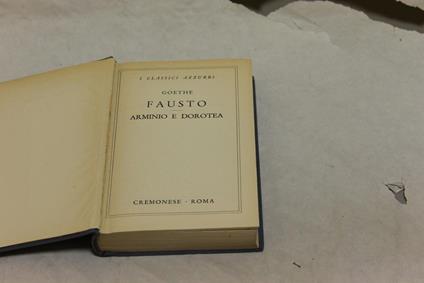 I CLASSICI AZZURRI
GOETHE
FAUSTO
ARMINIO E DOROTEA
CREMONESE - ROMA